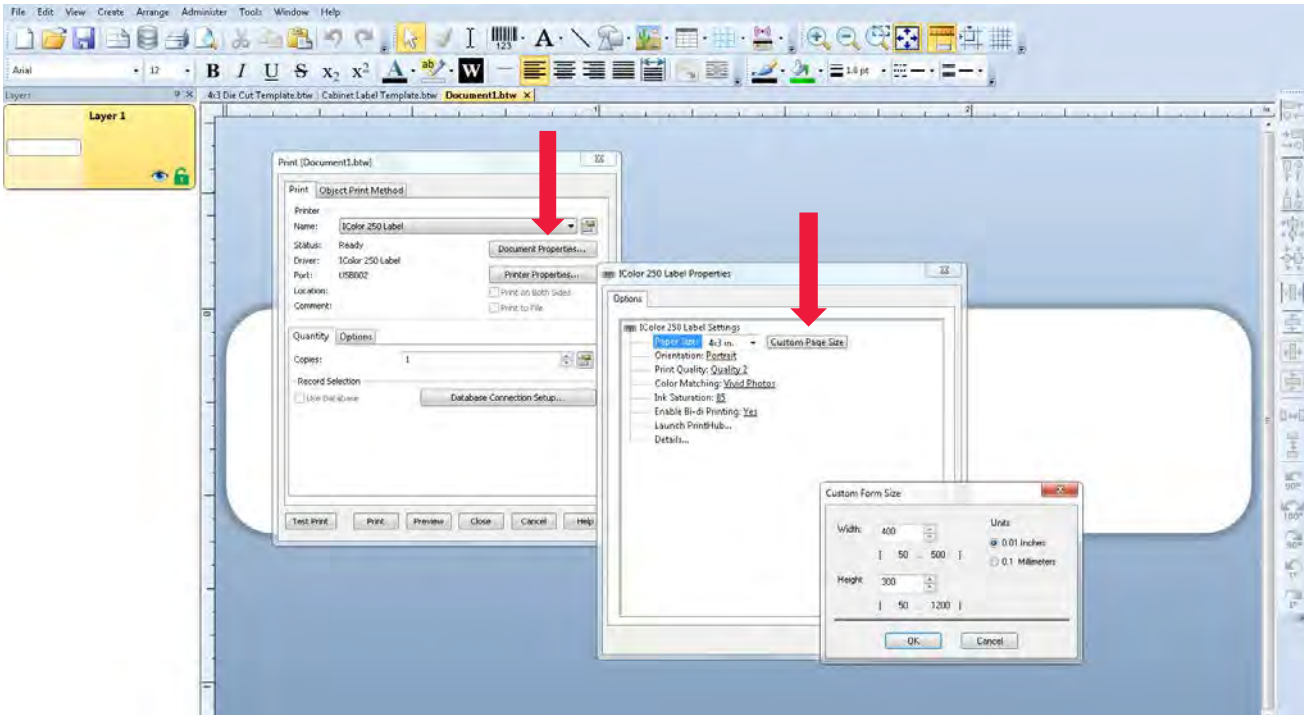 File Edit View Create Arrange Administer Tools Window Help
Arial 12 B I U S X₂ X² A ab W 1.0 pt
Layers 4x3 Die Cut Template.btw Cabinet Label Template.btw Document1.btw
Layer 1
Print [Document1.btw]
Print Object Print Method
Printer
Name: IColor 250 Label
Status: Ready
Document Properties...
Driver: IColor 250 Label
Port: USB002
Printer Properties...
Location:
Print on Both Sides
Comment:
Print to File
Quantity Options
Copies: 1
Record Selection
Use Database
Database Connection Setup...
Test Print Print Preview Close Cancel Help
IColor 250 Label Properties
Options
IColor 250 Label Settings
Paper Size: 4x3 in. Custom Page Size
Orientation: Portrait
Print Quality: Quality 2
Color Matching: Vivid Photos
Ink Saturation: 85
Enable Bi-di Printing: Yes
Launch PrintHub...
Details...
Custom Form Size
Width: 400
Units
0.01 Inches
[ 50 .. 500 ]
0.1 Millimeters
Height: 300
[ 50 .. 1200 ]
OK Cancel